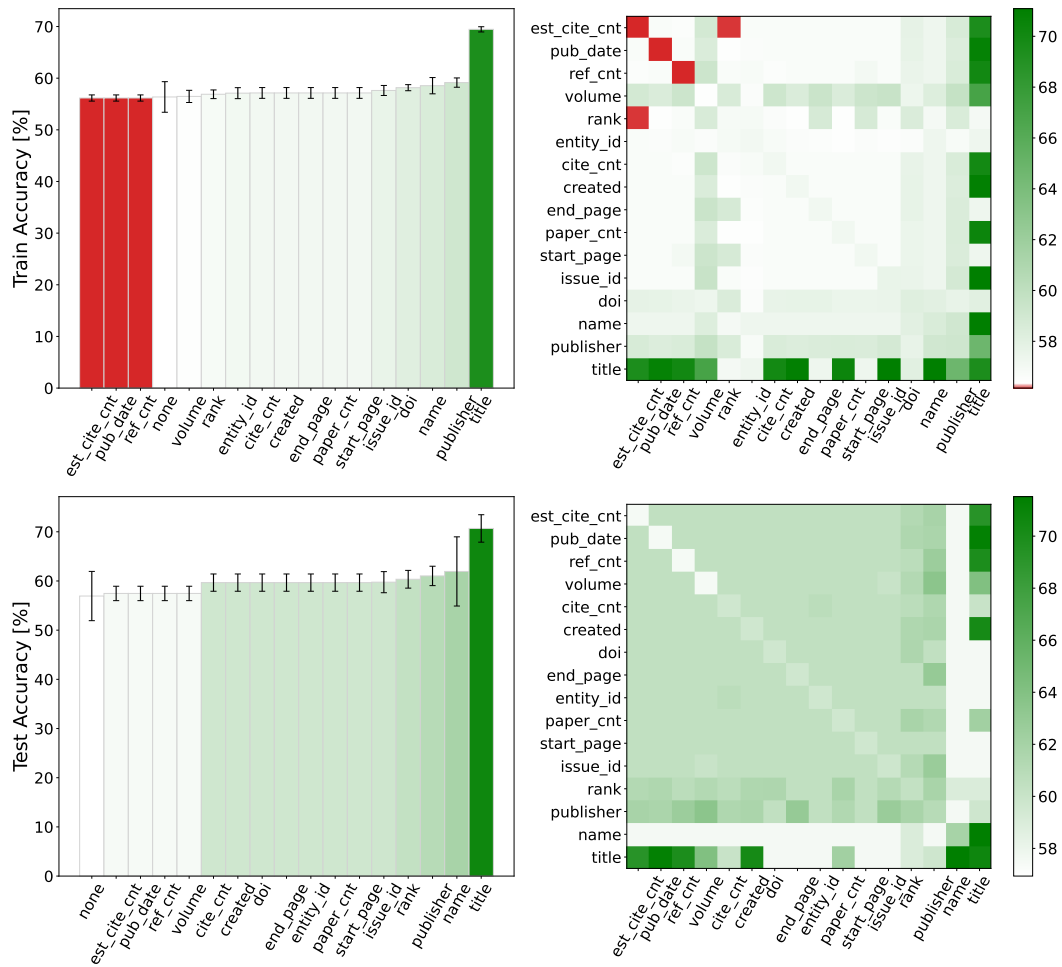 Train Accuracy [%]
70
60
50
40
30
20
10
0
est_cite_cnt
pub_date
ref_cnt
none
volume
rank
entity_id
cite_cnt
created
end_page
paper_cnt
start_page
issue_id
doi
name
publisher
title
est_cite_cnt
pub_date
ref_cnt
volume
rank
entity_id
cite_cnt
created
end_page
paper_cnt
start_page
issue_id
doi
name
publisher
title
est_cite_cnt
pub_date
ref_cnt
volume
rank
entity_id
cite_cnt
created
end_page
paper_cnt
start_page
issue_id
doi
name
publisher
title
70
68
66
64
62
60
58
Test Accuracy [%]
70
60
50
40
30
20
10
0
none
est_cite_cnt
pub_date
ref_cnt
volume
cite_cnt
created
doi
end_page
entity_id
paper_cnt
start_page
issue_id
rank
publisher
name
title
est_cite_cnt
pub_date
ref_cnt
volume
cite_cnt
created
doi
end_page
entity_id
paper_cnt
start_page
issue_id
rank
publisher
name
title
est_cite_cnt
pub_date
ref_cnt
volume
cite_cnt
created
doi
end_page
entity_id
paper_cnt
start_page
issue_id
rank
publisher
name
title
70
68
66
64
62
60
58